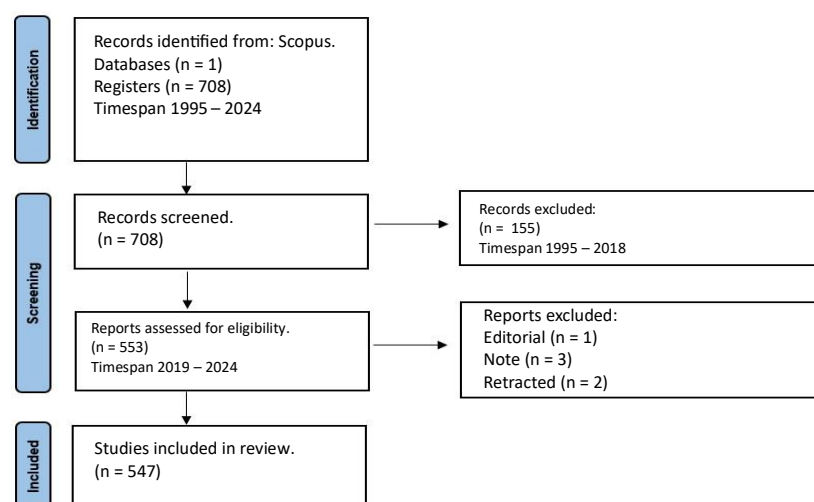 Identification
Records identified from: Scopus.
Databases (n = 1)
Registers (n = 708)
Timespan 1995 – 2024
Screening
Records screened.
(n = 708)
Records excluded:
(n = 155)
Timespan 1995 – 2018
Reports assessed for eligibility.
(n = 553)
Timespan 2019 – 2024
Reports excluded:
Editorial (n = 1)
Note (n = 3)
Retracted (n = 2)
Included
Studies included in review.
(n = 547)